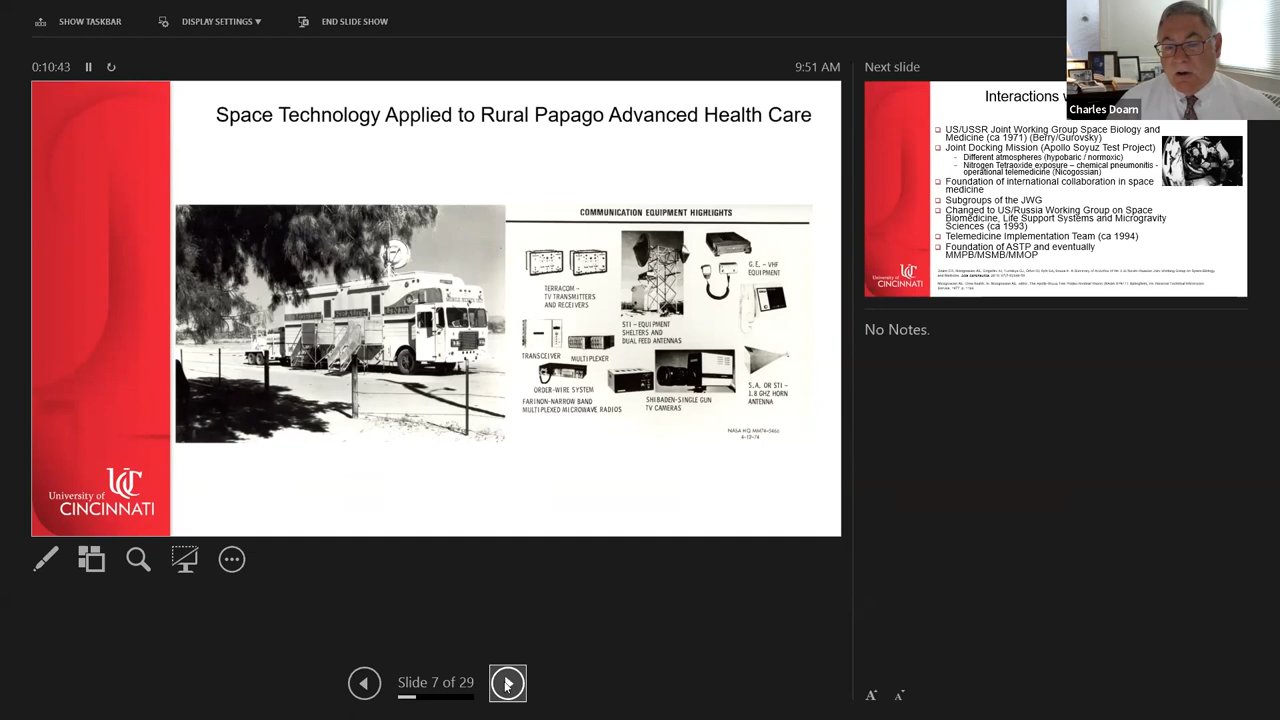 SHOW TASKBAR
DISPLAY SETTINGS ▼
END SLIDE SHOW
0:10:43
9:51 AM
Space Technology Applied to Rural Papago Advanced Health Care
MOBILE HEALTH UNIT
COMMUNICATION EQUIPMENT HIGHLIGHTS
TERRACOM -
TV TRANSMITTERS
AND RECEIVERS
STI - EQUIPMENT
SHELTERS AND
DUAL FEED ANTENNAS
G.E. - VHF
EQUIPMENT
TRANSCEIVER
MULTIPLEXER
ORDER-WIRE SYSTEM
FARINON-NARROW BAND
MULTIPLEXED MICROWAVE RADIOS
SHIBADEN-SINGLE GUN
TV CAMERAS
S.A. OR STI -
1.8 GHZ HORN
ANTENNA
NASA HQ
4-12-74
University of
CINCINNATI
Slide 7 of 29
Next slide
Charles Doarn
Interactions
US/USSR Joint Working Group Space Biology and
Medicine (ca 1971) (Berry/Gurovsky)
Joint Docking Mission (Apollo Soyuz Test Project)
Different atmospheres (hypobaric / normoxic)
Nitrogen Tetraoxide exposure – chemical pneumonitis -
operational telemedicine (Nicogossian)
Foundation of international collaboration in space
medicine
Subgroups of the JWG
Changed to US/Russia Working Group on Space
Biomedicine, Life Support Systems and Microgravity
Sciences (ca 1993)
Telemedicine Implementation Team (ca 1994)
Foundation of ASTP and eventually
MMPB/MSMB/MMOP
University of
CINCINNATI
No Notes.